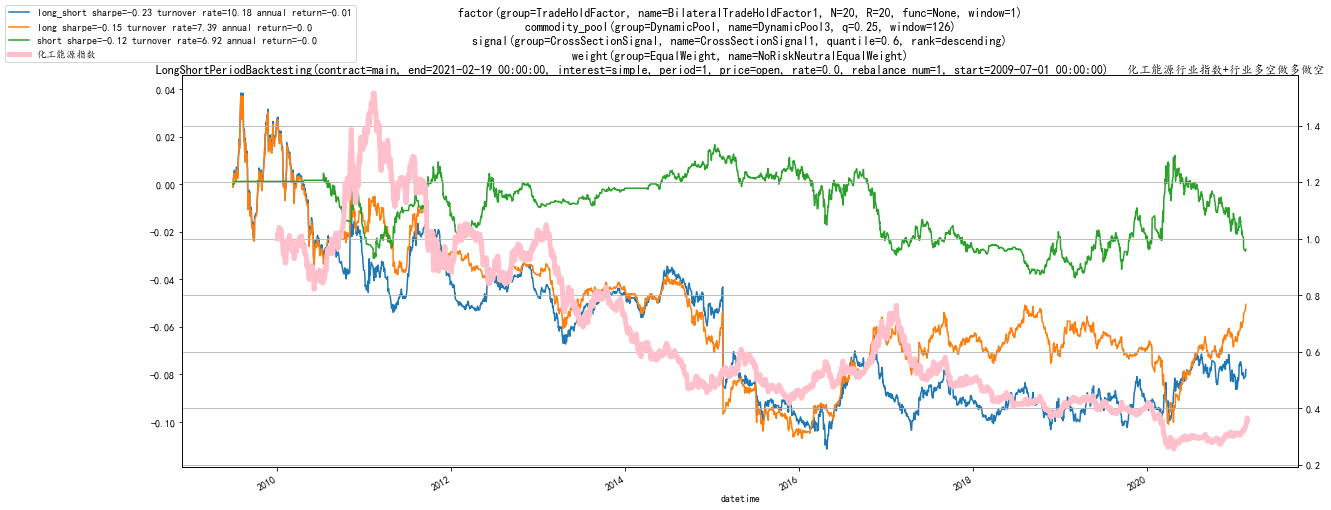 long_short sharpe=-0.23 turnover rate=10.18 annual return=-0.01
long sharpe=-0.15 turnover rate=7.39 annual return=-0.0
short sharpe=-0.12 turnover rate=6.92 annual return=-0.0
化工能源指数
factor(group=TradeHoldFactor, name=BilateralTradeHoldFactor1, N=20, R=20, func=None, window=1)
commodity_pool(group=DynamicPool, name=DynamicPool3, q=0.25, window=126)
signal(group=CrossSectionSignal, name=CrossSectionSignal1, quantile=0.6, rank=descending)
weight(group=EqualWeight, name=NoRiskNeutralEqualWeight)
LongShortPeriodBacktesting(contract=main, end=2021-02-19 00:00:00, interest=simple, period=1, price=open, rate=0.0, rebalance num=1, start=2009-07-01 00:00:00)
化工能源行业指数+行业多空做多做空
0.04
0.02
0.00
-0.02
-0.04
-0.06
-0.08
-0.10
1.4
1.2
1.0
0.8
0.6
0.4
0.2
2010
2012
2014
2016
2018
2020
datetime